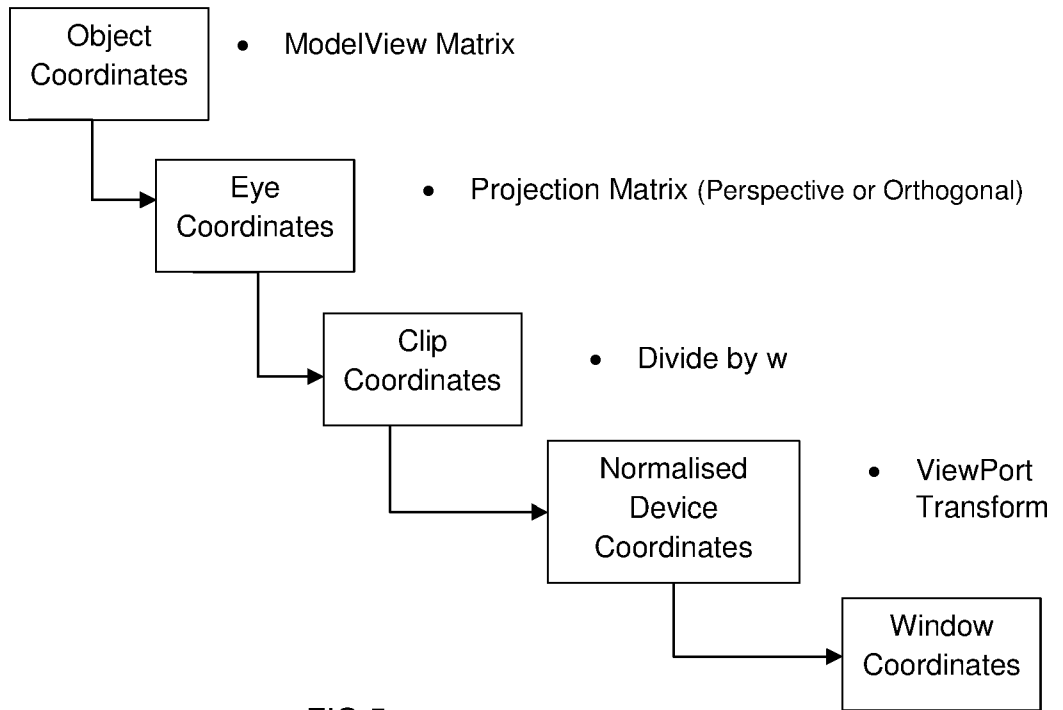 Object
Coordinates
• ModelView Matrix
Eye
Coordinates
• Projection Matrix (Perspective or Orthogonal)
Clip
Coordinates
• Divide by w
Normalised
Device
Coordinates
• ViewPort
Transform
Window
Coordinates